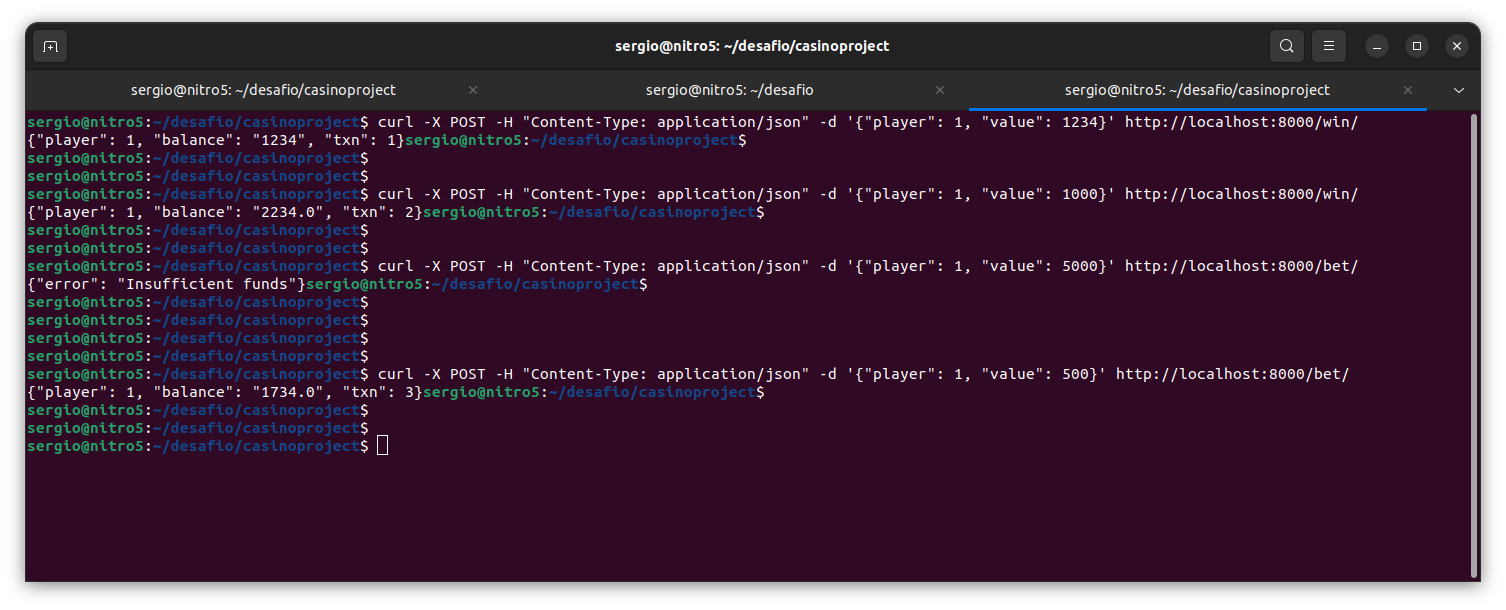 sergio@nitro5: ~/desafio/casinoproject
sergio@nitro5: ~/desafio/casinoproject
sergio@nitro5: ~/desafio
sergio@nitro5: ~/desafio/casinoproject
sergio@nitro5:~/desafio/casinoproject$ curl -X POST -H "Content-Type: application/json" -d '{"player": 1, "value": 1234}' http://localhost:8000/win/
{"player": 1, "balance": "1234", "txn": 1}sergio@nitro5:~/desafio/casinoproject$
sergio@nitro5:~/desafio/casinoproject$
sergio@nitro5:~/desafio/casinoproject$
sergio@nitro5:~/desafio/casinoproject$ curl -X POST -H "Content-Type: application/json" -d '{"player": 1, "value": 1000}' http://localhost:8000/win/
{"player": 1, "balance": "2234.0", "txn": 2}sergio@nitro5:~/desafio/casinoproject$
sergio@nitro5:~/desafio/casinoproject$
sergio@nitro5:~/desafio/casinoproject$
sergio@nitro5:~/desafio/casinoproject$ curl -X POST -H "Content-Type: application/json" -d '{"player": 1, "value": 5000}' http://localhost:8000/bet/
{"error": "Insufficient funds"}sergio@nitro5:~/desafio/casinoproject$
sergio@nitro5:~/desafio/casinoproject$
sergio@nitro5:~/desafio/casinoproject$
sergio@nitro5:~/desafio/casinoproject$
sergio@nitro5:~/desafio/casinoproject$
sergio@nitro5:~/desafio/casinoproject$ curl -X POST -H "Content-Type: application/json" -d '{"player": 1, "value": 500}' http://localhost:8000/bet/
{"player": 1, "balance": "1734.0", "txn": 3}sergio@nitro5:~/desafio/casinoproject$
sergio@nitro5:~/desafio/casinoproject$
sergio@nitro5:~/desafio/casinoproject$
sergio@nitro5:~/desafio/casinoproject$